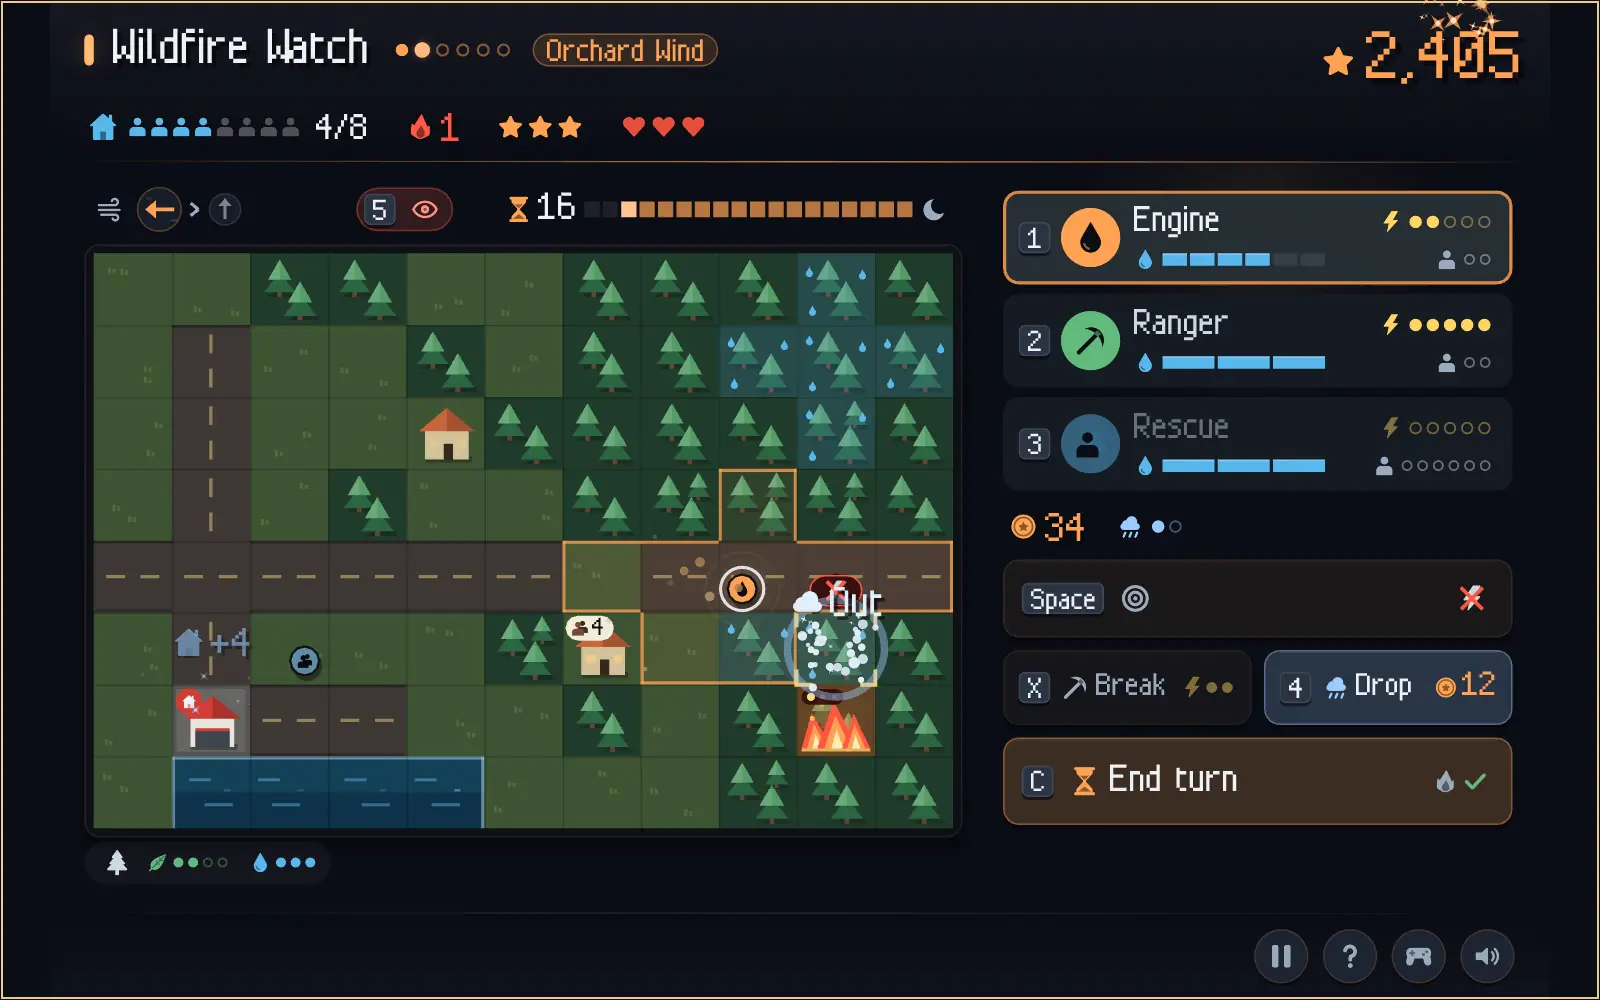 Wildfire Watch
Orchard Wind
2,405
4/8
1
5
16
1
Engine
2
Ranger
3
Rescue
34
Space
X
Break
4
Drop
12
C
End turn
+4
4
Out
?